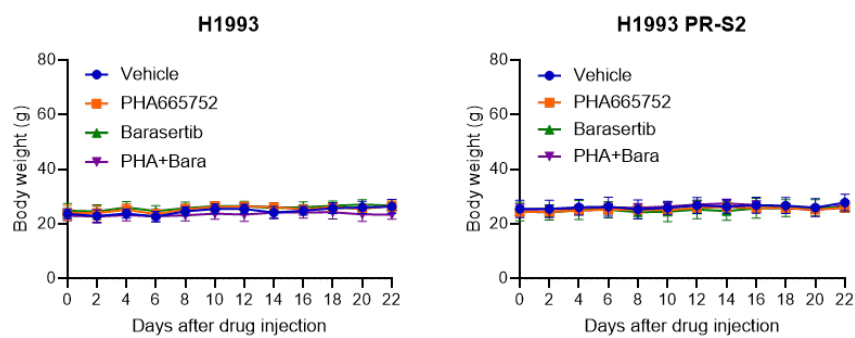 H1993
80
60
40
20
0
Body weight (g)
Vehicle
PHA665752
Barasertib
PHA+Bara
0 2 4 6 8 10 12 14 16 18 20 22
Days after drug injection
H1993 PR-S2
80
60
40
20
0
Body weight (g)
Vehicle
PHA665752
Barasertib
PHA+Bara
0 2 4 6 8 10 12 14 16 18 20 22
Days after drug injection